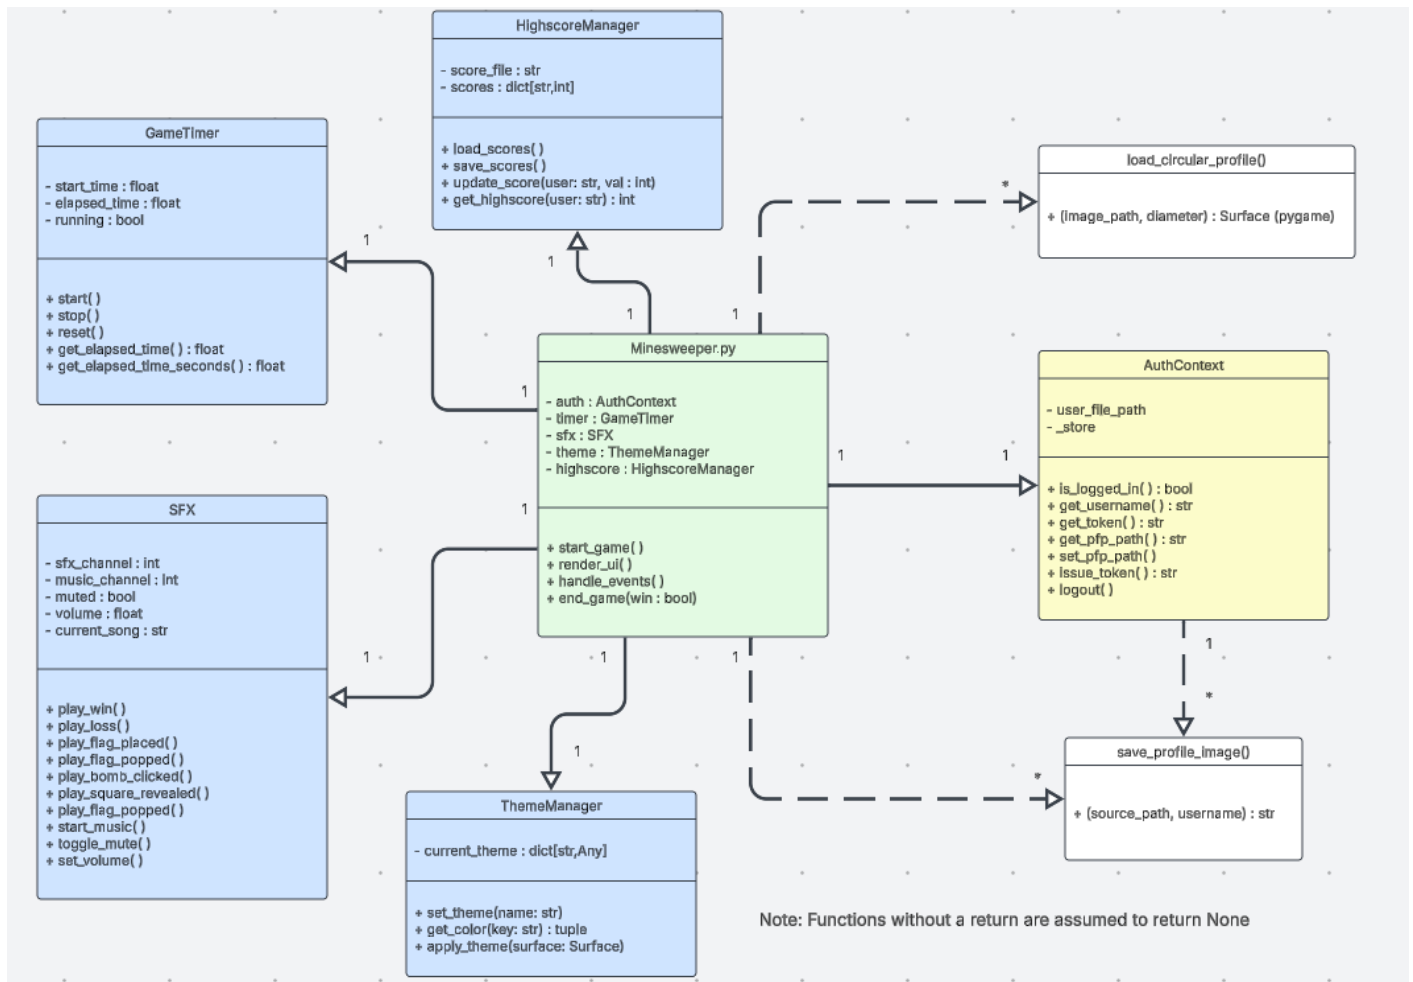 HighscoreManager
- score_file : str
- scores : dict[str,int]
+ load_scores( )
+ save_scores( )
+ update_score(user: str, val : int)
+ get_highscore(user: str) : int
GameTimer
- start_time : float
- elapsed_time : float
- running : bool
+ start( )
+ stop( )
+ reset( )
+ get_elapsed_time( ) : float
+ get_elapsed_time_seconds( ) : float
load_circular_profile()
+ (image_path, diameter) : Surface (pygame)
*
1
1
1
1
1
Minesweeper.py
- auth : AuthContext
- timer : GameTimer
- sfx : SFX
- theme : ThemeManager
- highscore : HighscoreManager
+ start_game( )
+ render_ui( )
+ handle_events( )
+ end_game(win : bool)
1
1
AuthContext
- user_file_path
- _store
+ is_logged_in( ) : bool
+ get_username( ) : str
+ get_token( ) : str
+ get_pfp_path( ) : str
+ set_pfp_path( )
+ issue_token( ) : str
+ logout( )
SFX
- sfx_channel : int
- music_channel : int
- muted : bool
- volume : float
- current_song : str
+ play_win( )
+ play_loss( )
+ play_flag_placed( )
+ play_flag_popped( )
+ play_bomb_clicked( )
+ play_square_revealed( )
+ play_flag_popped( )
+ start_music( )
+ toggle_mute( )
+ set_volume( )
1
1
1
1
1
*
1
*
save_profile_image()
+ (source_path, username) : str
ThemeManager
- current_theme : dict[str,Any]
+ set_theme(name: str)
+ get_color(key: str) : tuple
+ apply_theme(surface: Surface)
Note: Functions without a return are assumed to return None